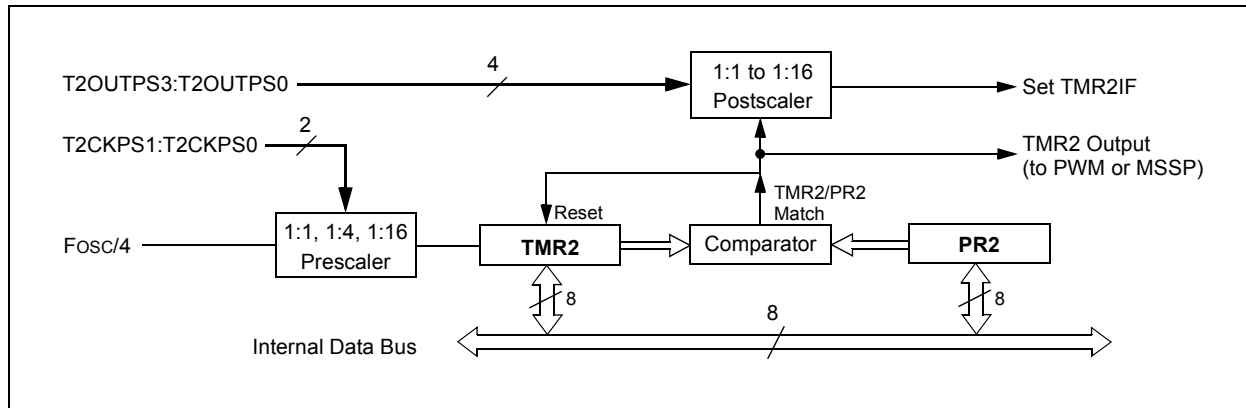 T2OUTPS3:T2OUTPS0
4
1:1 to 1:16
Postscaler
Set TMR2IF
T2CKPS1:T2CKPS0
2
TMR2 Output
(to PWM or MSSP)
Reset
TMR2/PR2
Match
FOSC/4
1:1, 1:4, 1:16
Prescaler
TMR2
Comparator
PR2
8
8
8
Internal Data Bus